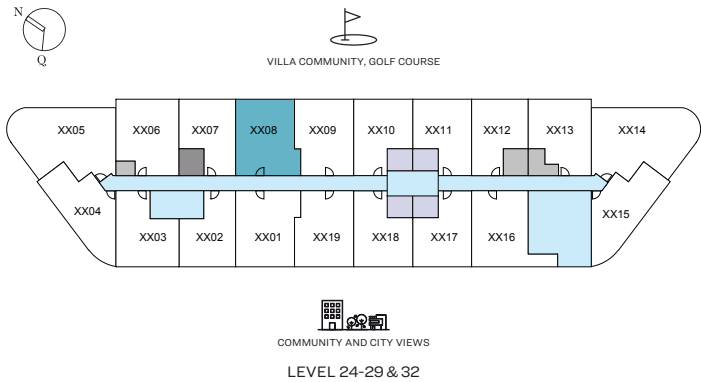 N
Q
VILLA COMMUNITY, GOLF COURSE
XX05 XX06 XX07 XX08 XX09 XX10 XX11 XX12 XX13 XX14
XX04 XX03 XX02 XX01 XX19 XX18 XX17 XX16 XX15
COMMUNITY AND CITY VIEWS
LEVEL 24-29 & 32